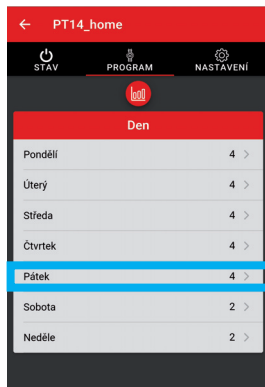 PT14_home
STAV PROGRAM NASTAVENÍ
Den
Pondělí 4
Úterý 4
Středa 4
Čtvrtek 4
Pátek 4
Sobota 2
Neděle 2